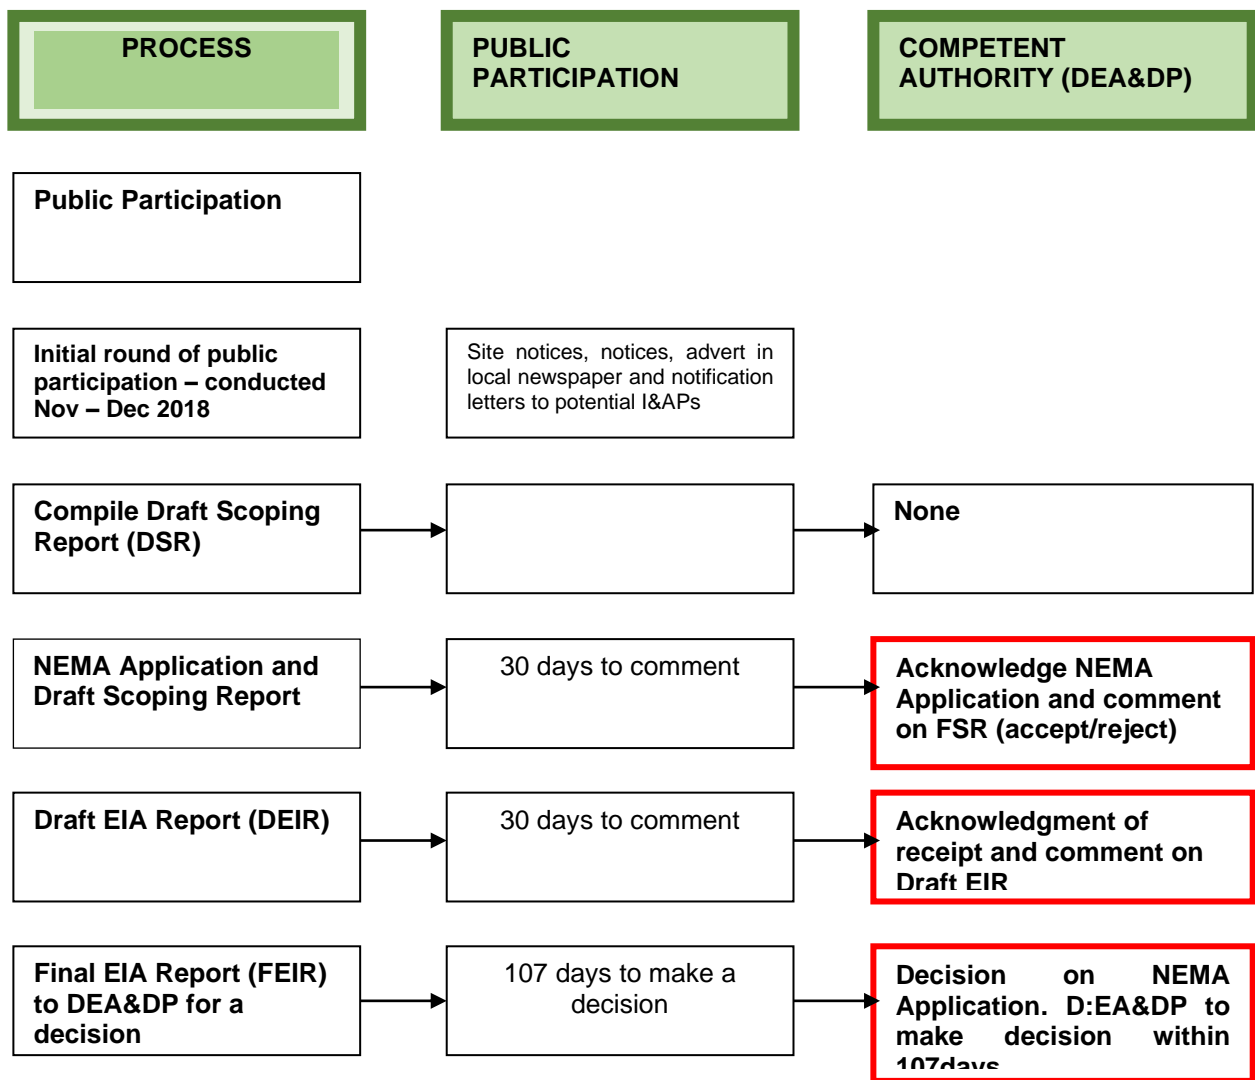 PROCESS
PUBLIC
PARTICIPATION
COMPETENT
AUTHORITY (DEA&DP)
Public Participation
Initial round of public
participation – conducted
Nov – Dec 2018
Site notices, notices, advert in
local newspaper and notification
letters to potential I&APs
Compile Draft Scoping
Report (DSR)
None
NEMA Application and
Draft Scoping Report
30 days to comment
Acknowledge NEMA
Application and comment
on FSR (accept/reject)
Draft EIA Report (DEIR)
30 days to comment
Acknowledgment of
receipt and comment on
Draft EIR
Final EIA Report (FEIR)
to DEA&DP for a
decision
107 days to make a
decision
Decision on NEMA
Application. D:EA&DP to
make decision within
107days